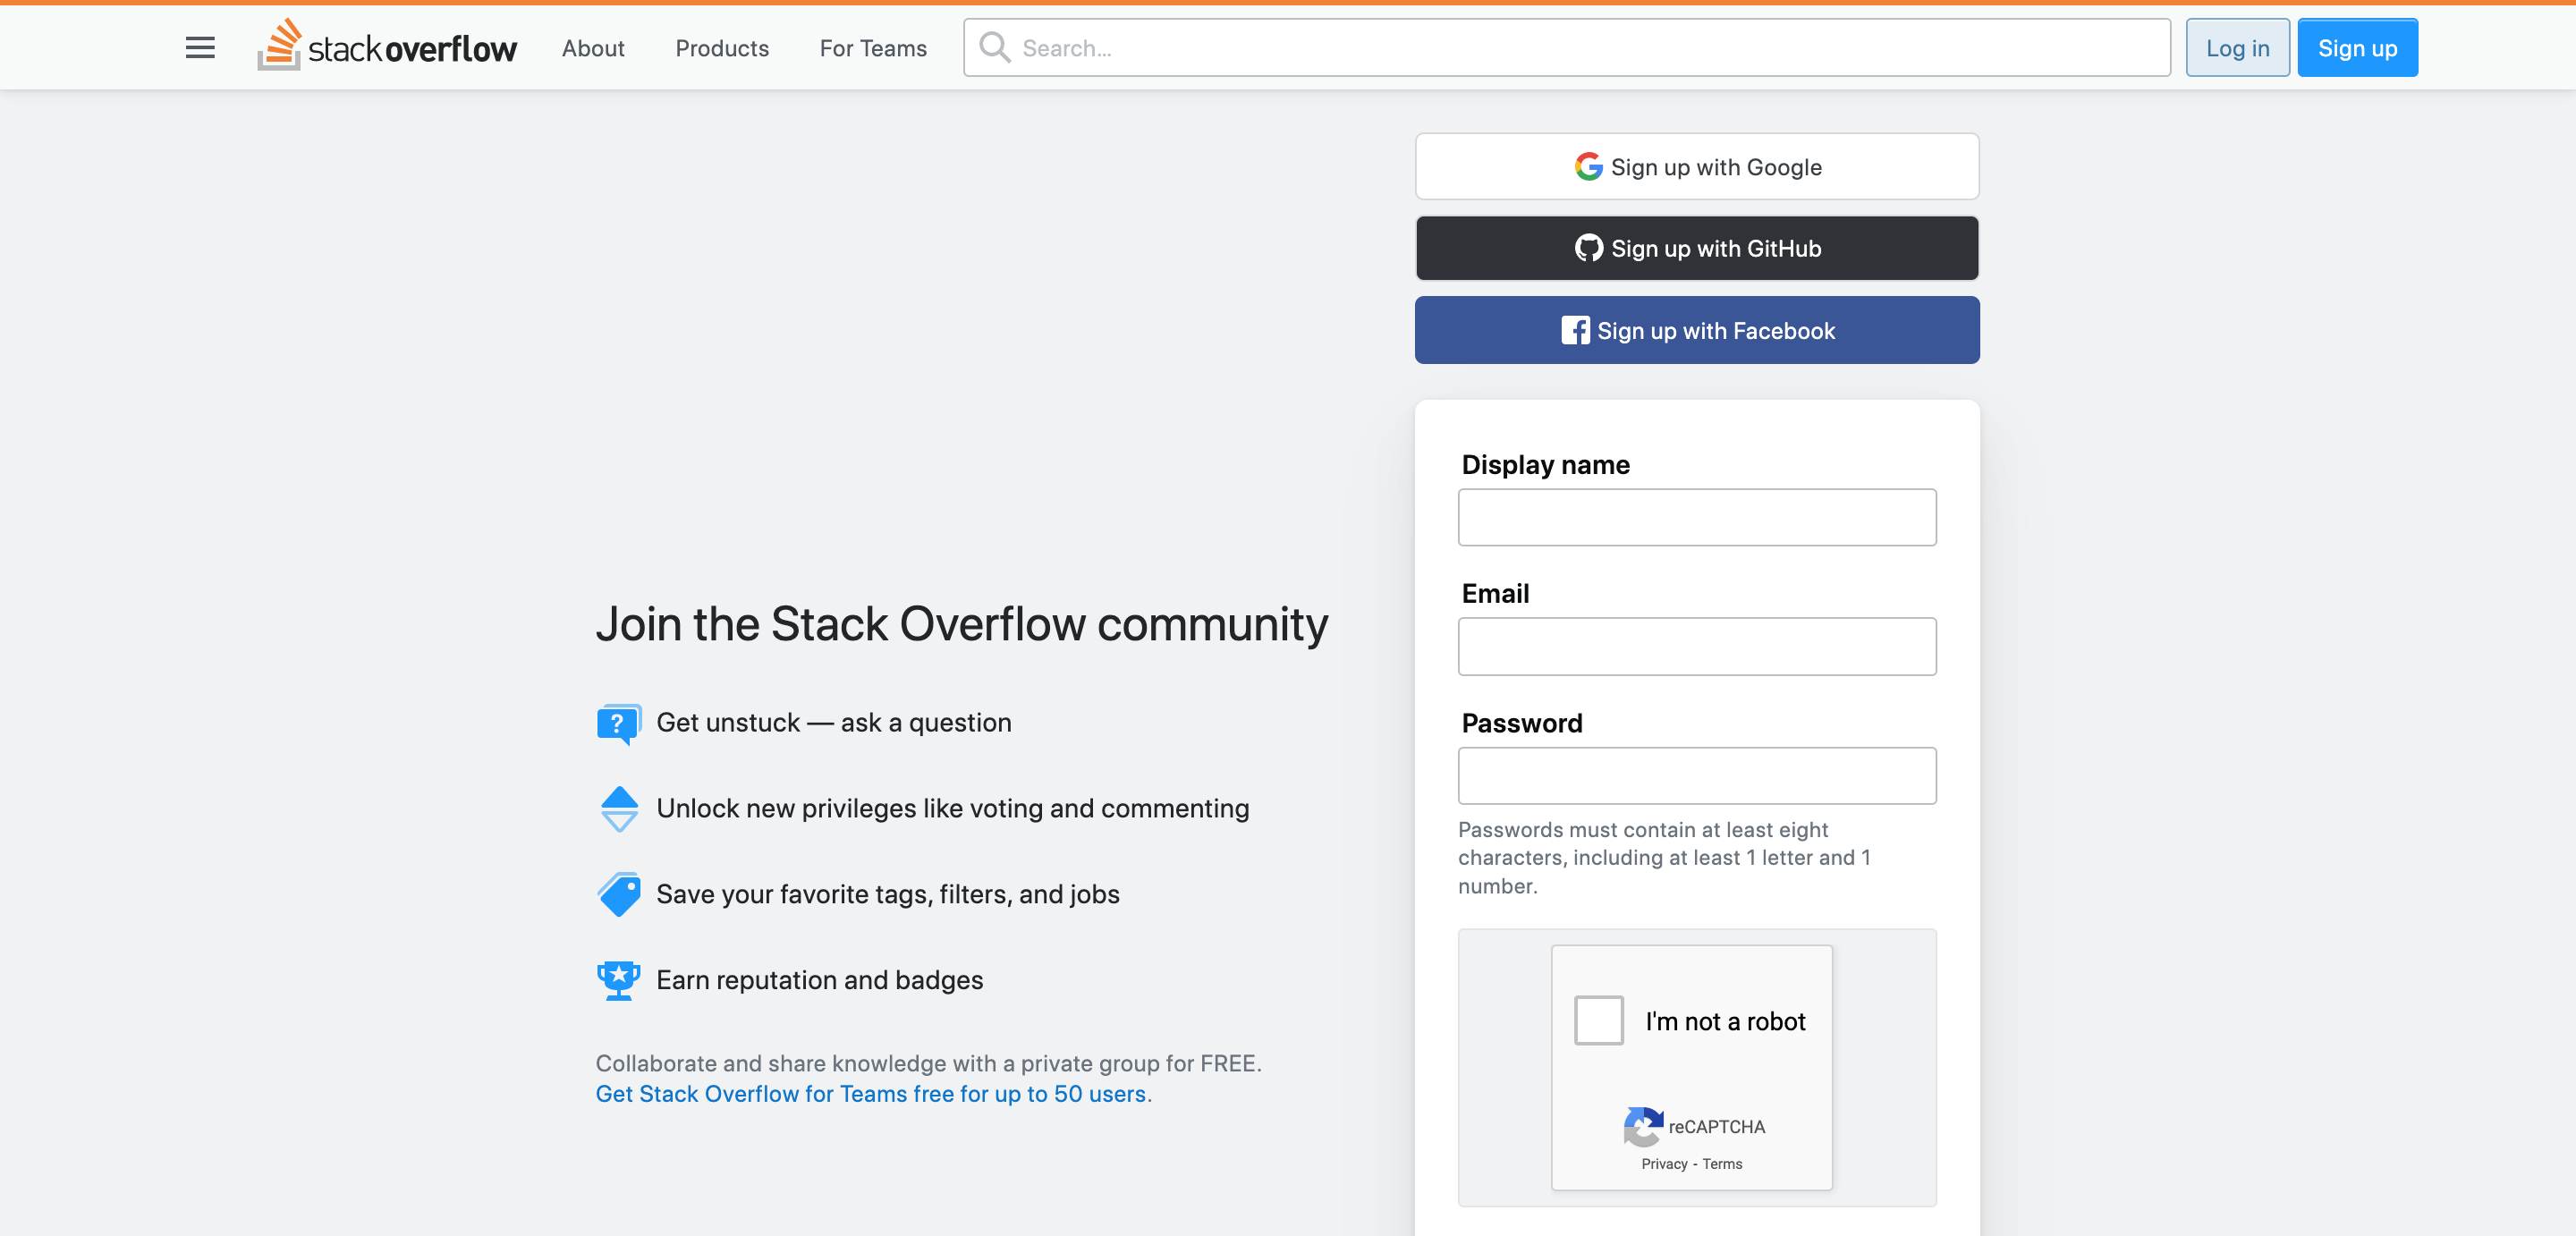 stack overflow
About
Products
For Teams
Search...
Log in
Sign up
Sign up with Google
Sign up with GitHub
Sign up with Facebook
Join the Stack Overflow community
Get unstuck — ask a question
Unlock new privileges like voting and commenting
Save your favorite tags, filters, and jobs
Earn reputation and badges
Collaborate and share knowledge with a private group for FREE.
Get Stack Overflow for Teams free for up to 50 users.
Display name
Email
Password
Passwords must contain at least eight
characters, including at least 1 letter and 1
number.
I'm not a robot
reCAPTCHA
Privacy - Terms